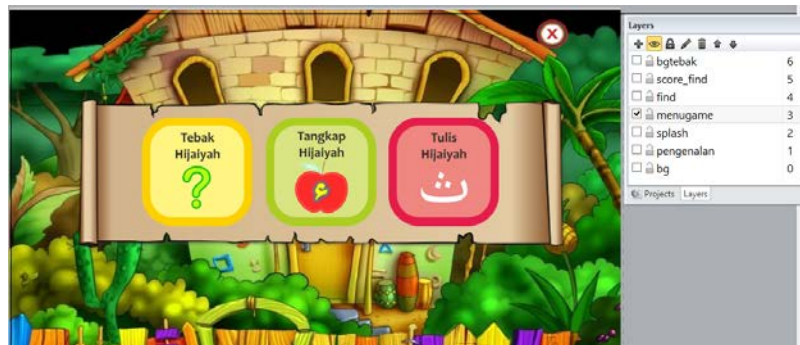 Tebak
Hijaiyah
?
Tangkap
Hijaiyah
ء
Tulis
Hijaiyah
ث
X
Layers
bgtebak 6
score_find 5
find 4
menugame 3
splash 2
pengenalan 1
bg 0
Projects Layers